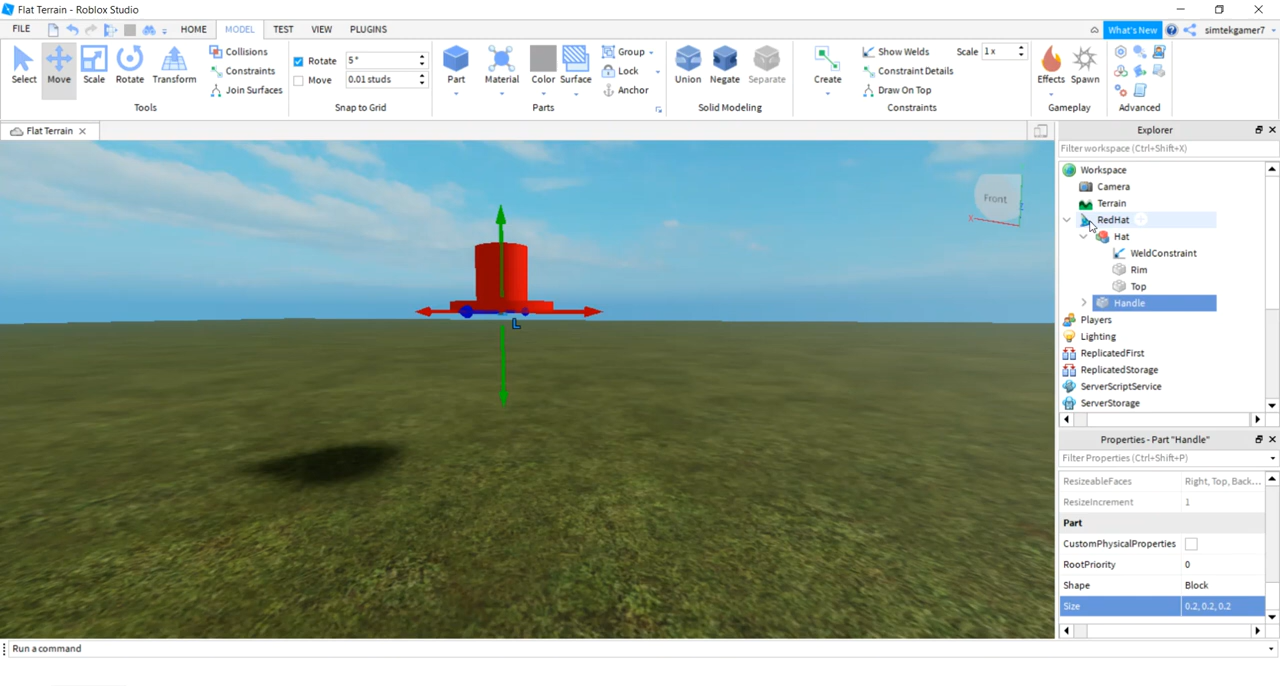 Flat Terrain - Roblox Studio
FILE HOME MODEL TEST VIEW PLUGINS What's New simtekgamer7
Select Move Scale Rotate Transform
Collisions
Constraints
Join Surfaces
Tools
Rotate 5°
Move 0.01 studs
Snap to Grid
Part Material Color Surface
Group
Lock
Anchor
Parts
Union Negate Separate
Solid Modeling
Create
Show Welds Scale 1x
Constraint Details
Draw On Top
Constraints
Effects Spawn
Gameplay
Advanced
Flat Terrain
Front
X
L
Explorer
Filter workspace (Ctrl+Shift+X)
Workspace
Camera
Terrain
RedHat
Hat
WeldConstraint
Rim
Top
Handle
Players
Lighting
ReplicatedFirst
ReplicatedStorage
ServerScriptService
ServerStorage
Properties - Part "Handle"
Filter Properties (Ctrl+Shift+P)
ResizeableFaces Right, Top, Back...
ResizeIncrement 1
Part
CustomPhysicalProperties
RootPriority 0
Shape Block
Size 0.2, 0.2, 0.2
Run a command